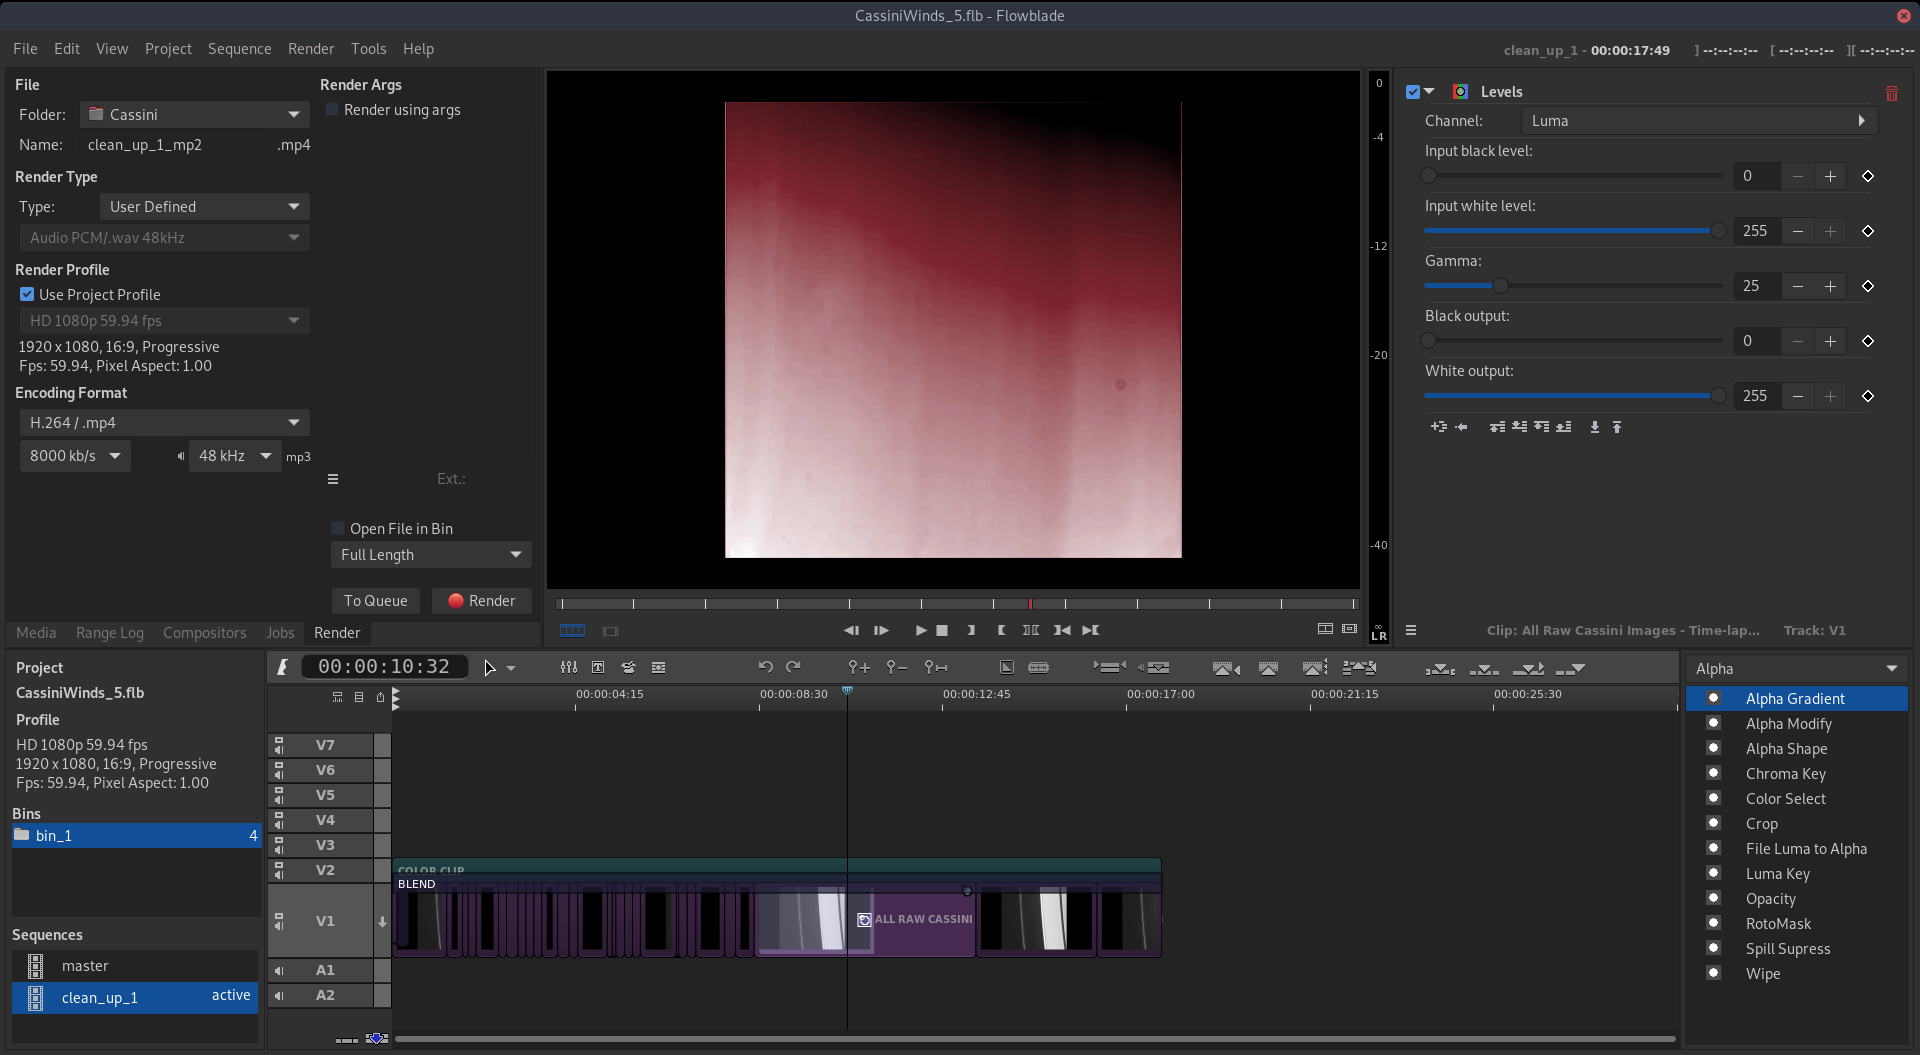 CassiniWinds_5.flb - Flowblade
File Edit View Project Sequence Render Tools Help
clean_up_1 - 00:00:17:49 ] --:--:--:-- [ --:--:--:-- ][ --:--:--:--
File
Folder: Cassini
Name: clean_up_1_mp2 .mp4
Render Type
Type: User Defined
Audio PCM/.wav 48kHz
Render Profile
Use Project Profile
HD 1080p 59.94 fps
1920 x 1080, 16:9, Progressive
Fps: 59.94, Pixel Aspect: 1.00
Encoding Format
H.264 / .mp4
8000 kb/s 48 kHz mp3
Render Args
Render using args
Ext.:
Open File in Bin
Full Length
To Queue Render
Media Range Log Compositors Jobs Render
0
-4
-12
-20
-40
∞
L R
Levels
Channel: Luma
Input black level:
0
Input white level:
255
Gamma:
25
Black output:
0
White output:
255
Clip: All Raw Cassini Images - Time-lap... Track: V1
Project
CassiniWinds_5.flb
Profile
HD 1080p 59.94 fps
1920 x 1080, 16:9, Progressive
Fps: 59.94, Pixel Aspect: 1.00
Bins
bin_1 4
Sequences
master
clean_up_1 active
00:00:10:32
00:00:04:15 00:00:08:30 00:00:12:45 00:00:17:00 00:00:21:15 00:00:25:30
V7
V6
V5
V4
V3
V2
COLOR CLIP
BLEND
V1
ALL RAW CASSINI
A1
A2
Alpha
Alpha Gradient
Alpha Modify
Alpha Shape
Chroma Key
Color Select
Crop
File Luma to Alpha
Luma Key
Opacity
RotoMask
Spill Supress
Wipe